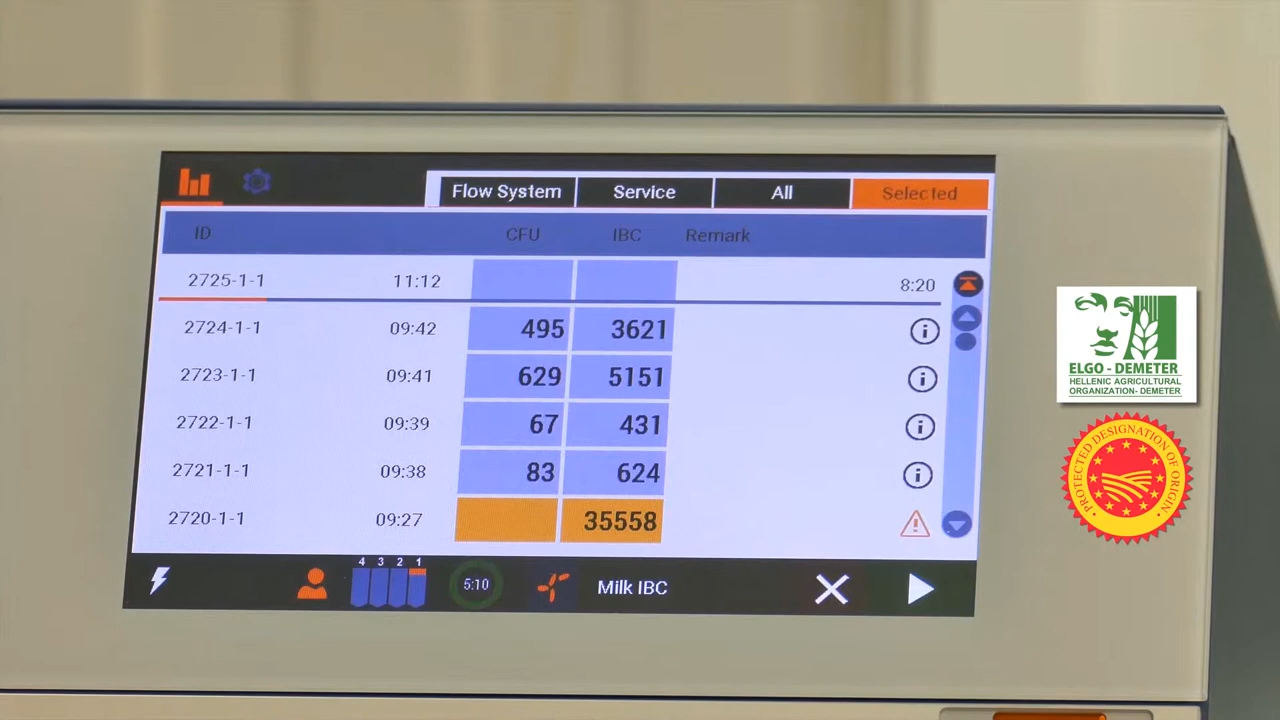 Flow System Service All Selected
ID CFU IBC Remark
2725-1-1 11:12 8:20
2724-1-1 09:42 495 3621
2723-1-1 09:41 629 5151
2722-1-1 09:39 67 431
2721-1-1 09:38 83 624
2720-1-1 09:27 35558
4 3 2 1
5:10 Milk IBC
ELGO - DEMETER
HELLENIC AGRICULTURAL
ORGANIZATION- DEMETER
PROTECTED DESIGNATION OF ORIGIN